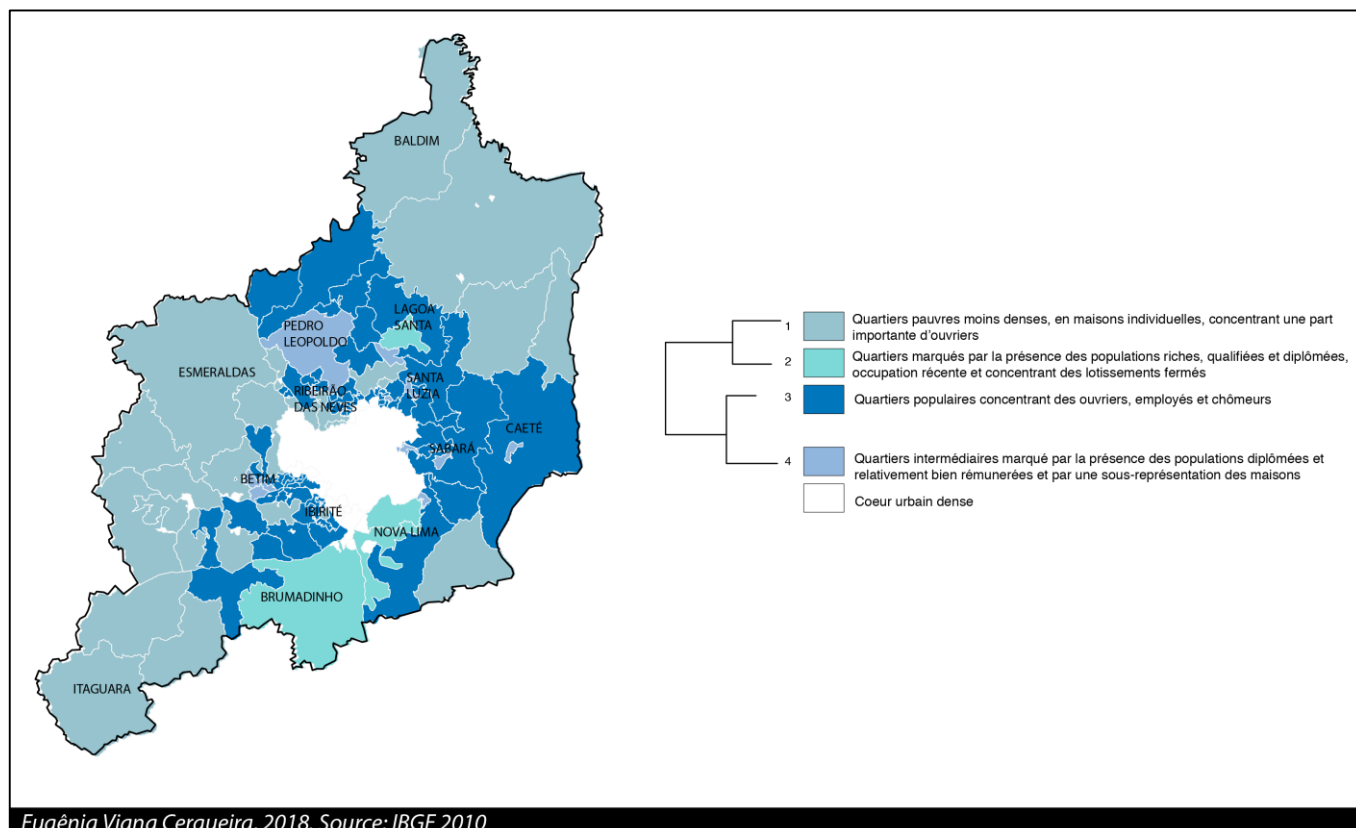 BALDIM
LAGOA
SANTA
PEDRO
LEOPOLDO
ESMERALDAS
SANTA
LUZIA
RIBEIRÃO
DAS NEVES
CAETÉ
SABARÁ
BETIM
IBIRITÉ
NOVA LIMA
BRUMADINHO
ITAGUARA
1 Quartiers pauvres moins denses, en maisons individuelles, concentrant une part
importante d'ouvriers
2 Quartiers marqués par la présence des populations riches, qualifiées et diplômées,
occupation récente et concentrant des lotissements fermés
3 Quartiers populaires concentrant des ouvriers, employés et chômeurs
4 Quartiers intermédiaires marqué par la présence des populations diplômées et
relativement bien rémunerées et par une sous-représentation des maisons
Coeur urbain dense
Eugênia Viana Cerqueira, 2018. Source: IBGE 2010